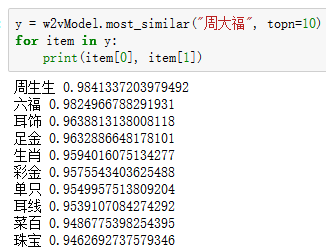 y = w2vModel.most_similar("周大福", topn=10)
for item in y:
    print(item[0], item[1])
周生生 0.9841337203979492
六福 0.9824966788291931
耳饰 0.9638813138008118
足金 0.9632886648178101
生肖 0.9594016075134277
彩金 0.9575543403625488
单只 0.9549957513809204
耳线 0.9539107084274292
菜百 0.9486775398254395
珠宝 0.9462692737579346